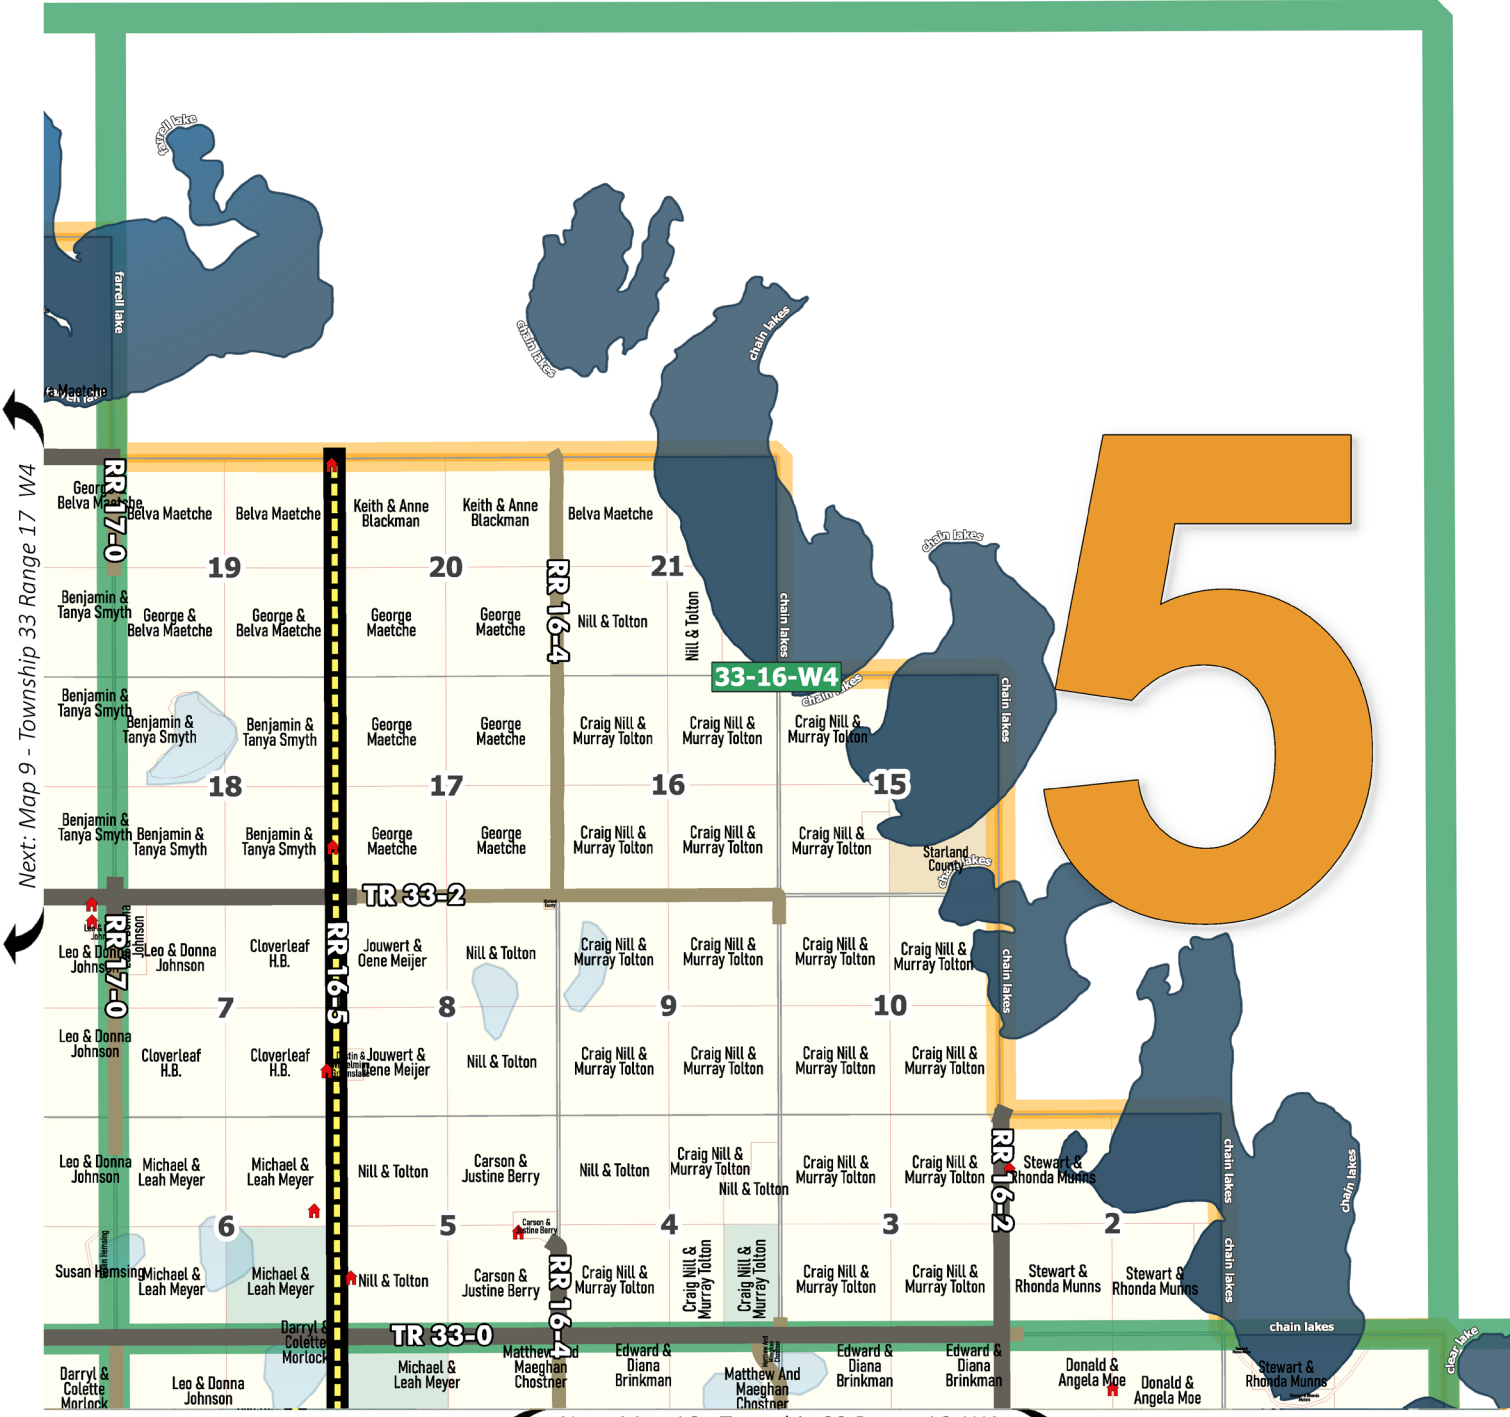 farrell lake
farrell lake
chain lakes
chain lakes
Next: Map 9 - Township 33 Range 17 W4
5
RR 17-0
Belva Maetche
Belva Maetche
Keith & Anne
Blackman
Keith & Anne
Blackman
Belva Maetche
chain lakes
19
20
21
RR 16-4
Benjamin &
Tanya Smyth
George &
Belva Maetche
George &
Belva Maetche
George
Maetche
George
Maetche
Nill & Tolton
Nill & Tolton
chain lakes
33-16-W4
chain lakes
chain lakes
Benjamin &
Tanya Smyth
Benjamin &
Tanya Smyth
Benjamin &
Tanya Smyth
George
Maetche
George
Maetche
Craig Nill &
Murray Tolton
Craig Nill &
Murray Tolton
Craig Nill &
Murray Tolton
18
17
16
15
Benjamin &
Tanya Smyth
Benjamin &
Tanya Smyth
Benjamin &
Tanya Smyth
George
Maetche
George
Maetche
Craig Nill &
Murray Tolton
Craig Nill &
Murray Tolton
Craig Nill &
Murray Tolton
Starland
County
chain lakes
TR 33-2
RR 17-0
RR 16-5
Leo & Donna
Johnson
Leo & Donna
Johnson
Cloverleaf
H.B.
Jouwert &
Oene Meijer
Nill & Tolton
Craig Nill &
Murray Tolton
Craig Nill &
Murray Tolton
Craig Nill &
Murray Tolton
Craig Nill &
Murray Tolton
chain lakes
7
8
9
10
Leo & Donna
Johnson
Cloverleaf
H.B.
Cloverleaf
H.B.
Jouwert &
Oene Meijer
Nill & Tolton
Craig Nill &
Murray Tolton
Craig Nill &
Murray Tolton
Craig Nill &
Murray Tolton
Craig Nill &
Murray Tolton
Leo & Donna
Johnson
Michael &
Leah Meyer
Michael &
Leah Meyer
Nill & Tolton
Carson &
Justine Berry
Nill & Tolton
Craig Nill &
Murray Tolton
Nill & Tolton
Craig Nill &
Murray Tolton
Craig Nill &
Murray Tolton
RR 16-2
Stewart &
Rhonda Munns
chain lakes
chain lakes
6
5
4
3
2
Carson &
Justine Berry
Susan Hemsing
Susan Hemsing
Michael &
Leah Meyer
Michael &
Leah Meyer
Nill & Tolton
Carson &
Justine Berry
RR 16-4
Craig Nill &
Murray Tolton
Craig Nill &
Murray Tolton
Craig Nill &
Murray Tolton
Craig Nill &
Murray Tolton
Craig Nill &
Murray Tolton
Stewart &
Rhonda Munns
Stewart &
Rhonda Munns
chain lakes
TR 33-0
chain lakes
clear lake
Darryl &
Colette
Morlock
Darryl &
Colette
Morlock
Leo & Donna
Johnson
Michael &
Leah Meyer
Matthew And
Maeghan
Chostner
Edward &
Diana
Brinkman
Matthew And
Maeghan
Chostner
Edward &
Diana
Brinkman
Edward &
Diana
Brinkman
Donald &
Angela Moe
Donald &
Angela Moe
Stewart &
Rhonda Munns